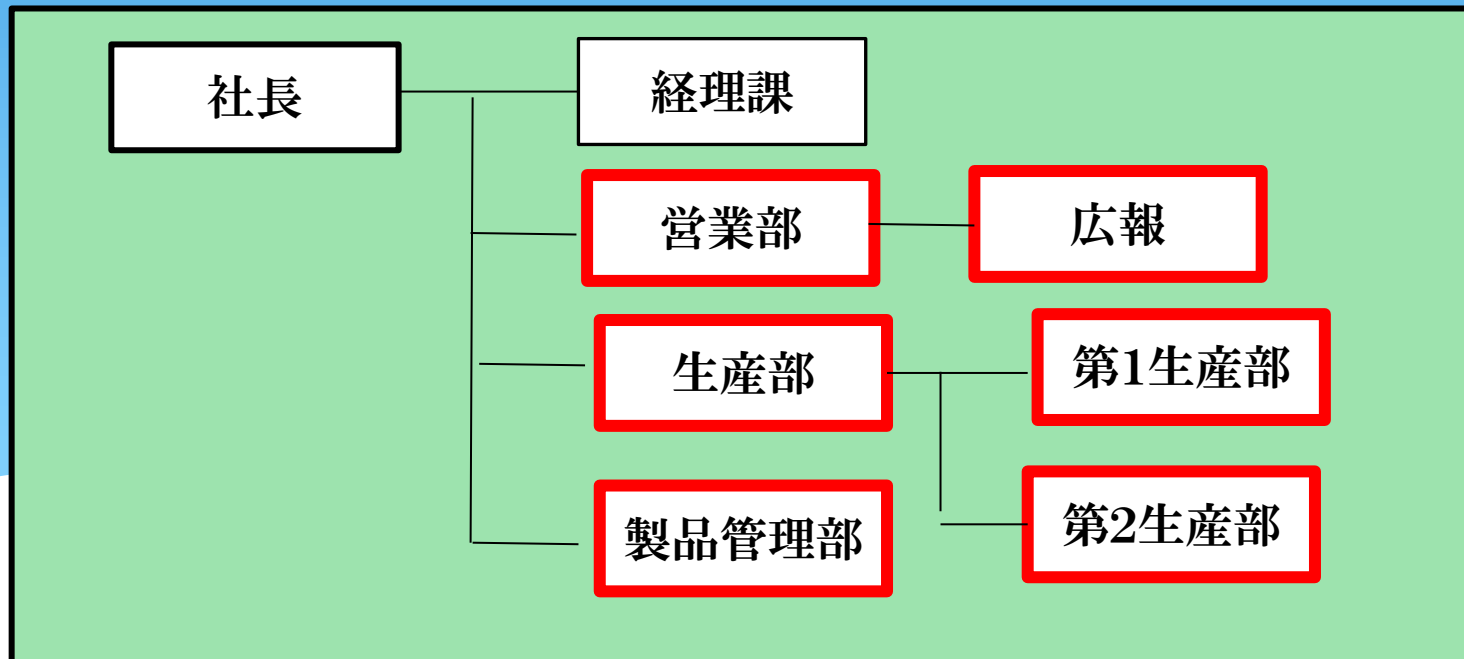 社長
経理課
営業部
広報
生産部
第1生産部
製品管理部
第2生産部